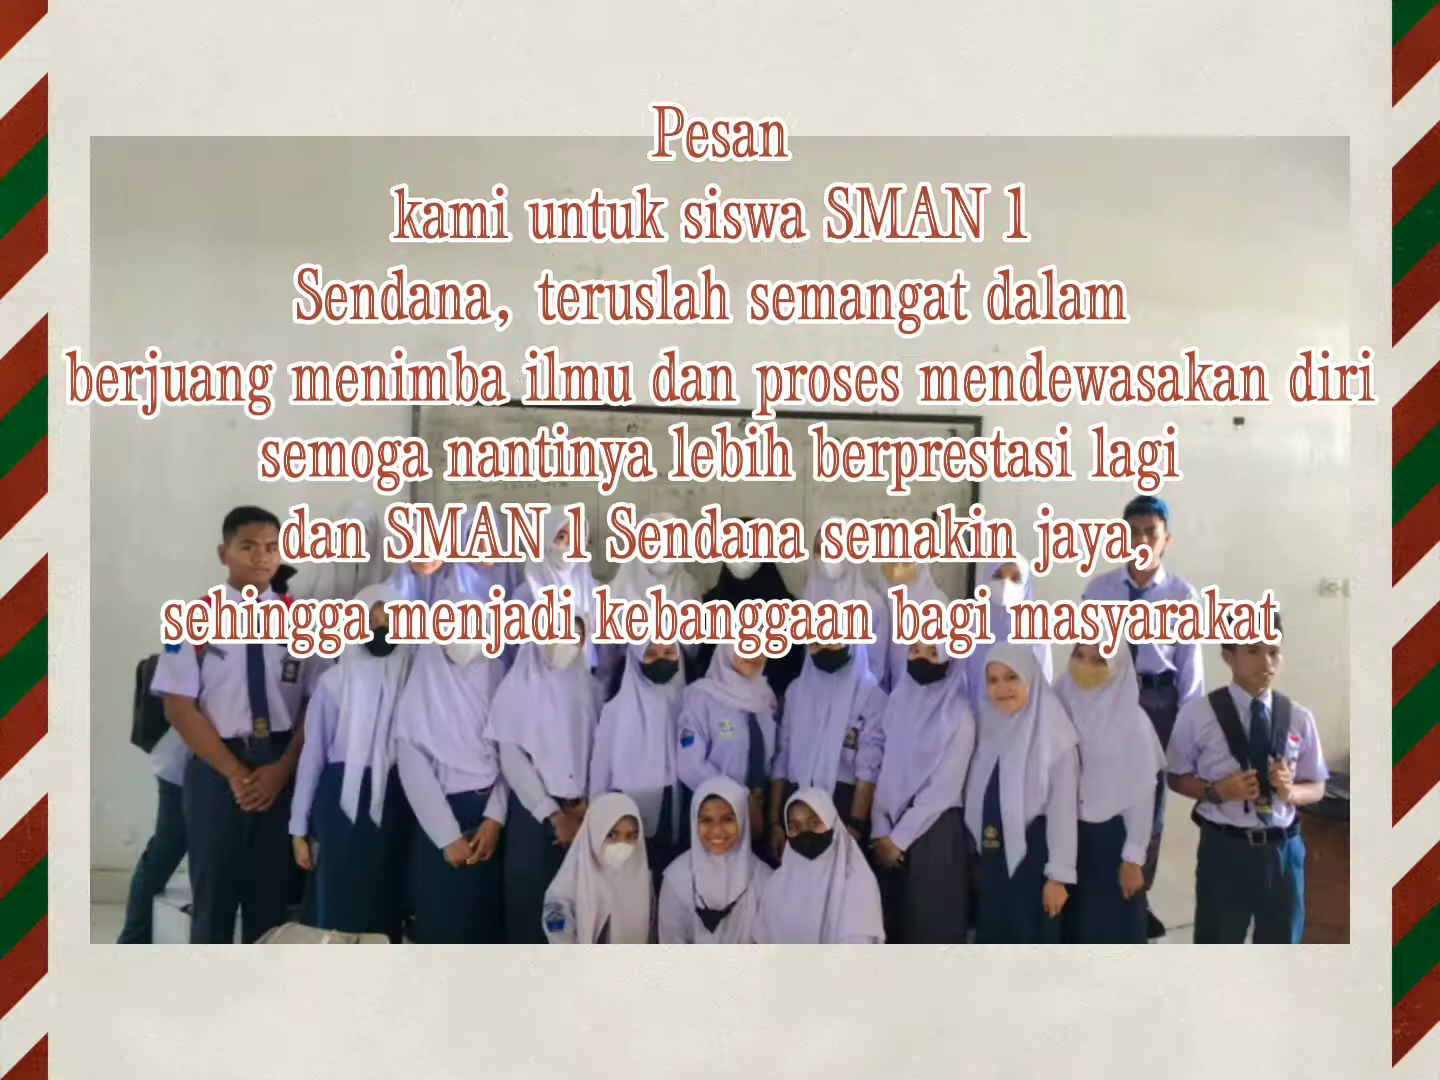 Pesan
kami untuk siswa SMAN 1
Sendana, teruslah semangat dalam
berjuang menimba ilmu dan proses mendewasakan diri
semoga nantinya lebih berprestasi lagi
dan SMAN 1 Sendana semakin jaya,
sehingga menjadi kebanggaan bagi masyarakat